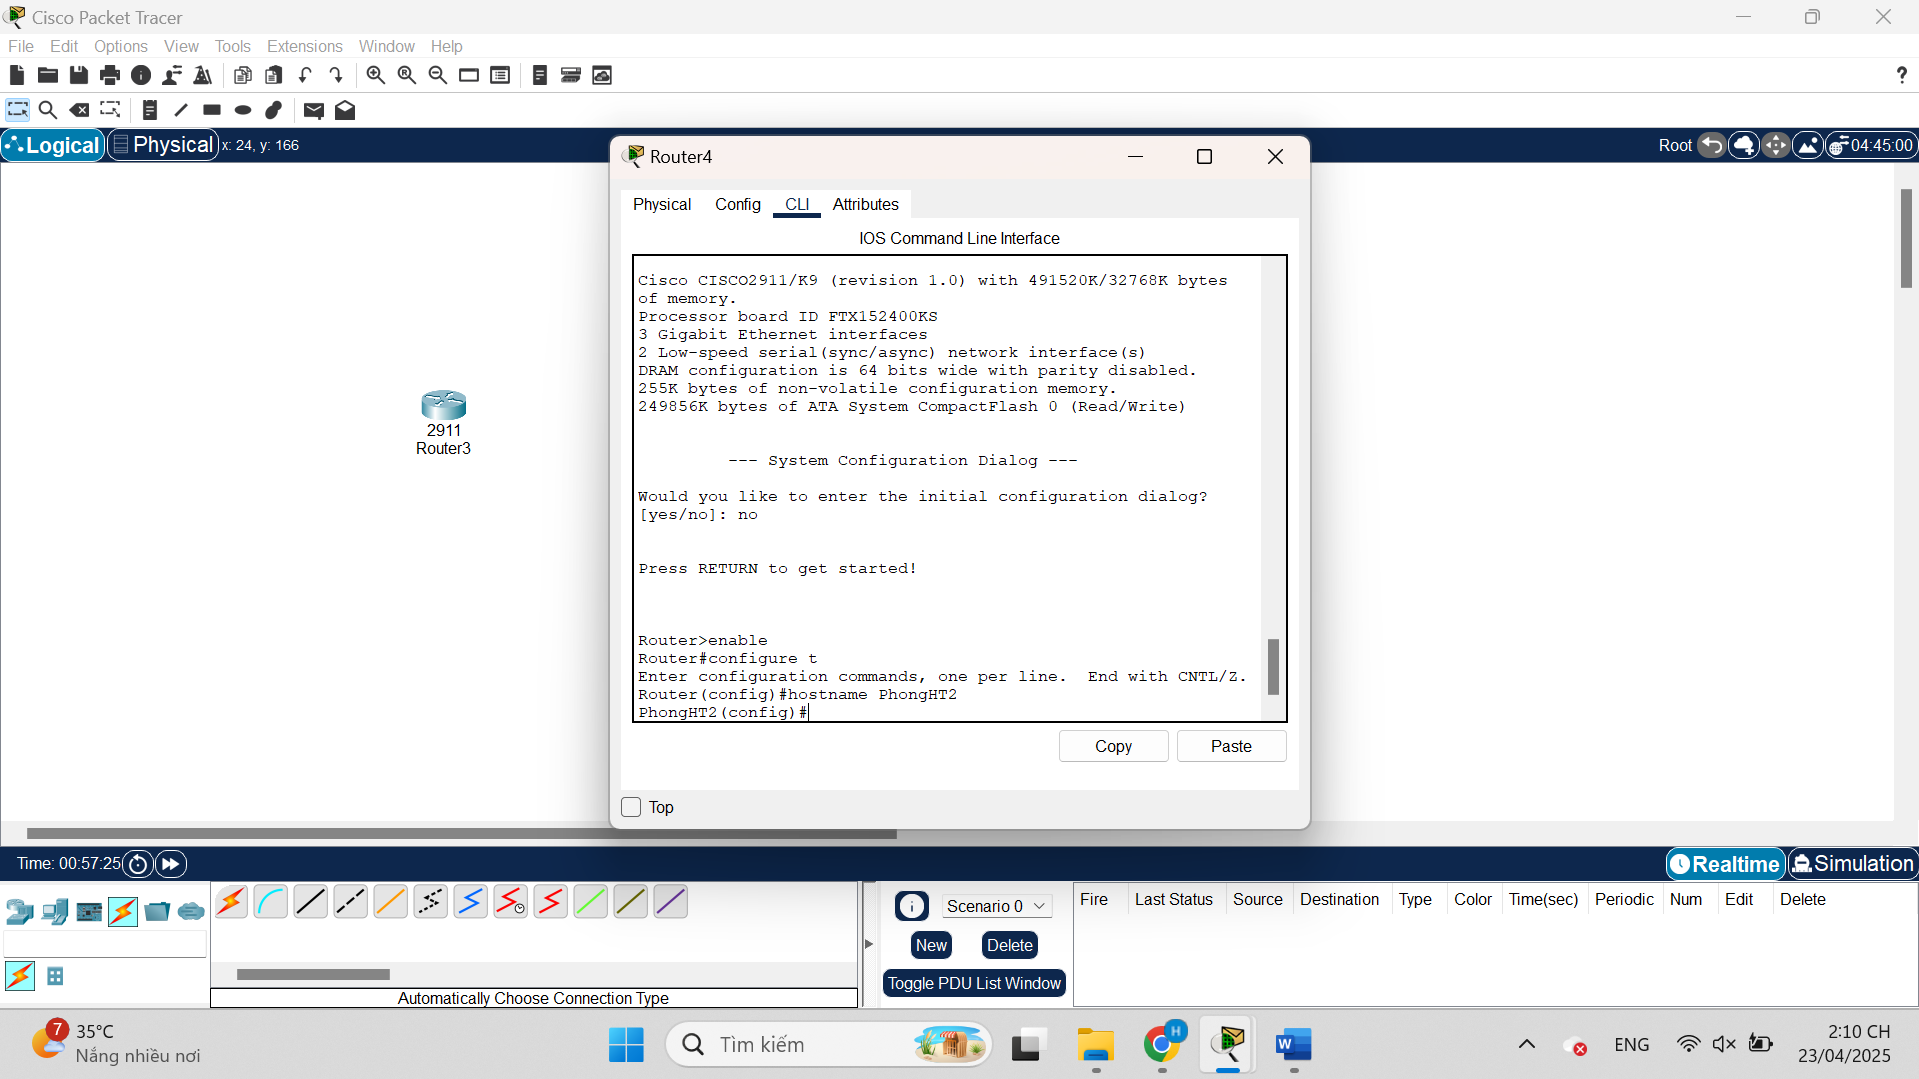 Cisco Packet Tracer
File Edit Options View Tools Extensions Window Help
Logical Physical x: 24, y: 166 Root 04:45:00
2911
Router3
Router4
Physical Config CLI Attributes
IOS Command Line Interface
Cisco CISCO2911/K9 (revision 1.0) with 491520K/32768K bytes
of memory.
Processor board ID FTX152400KS
3 Gigabit Ethernet interfaces
2 Low-speed serial(sync/async) network interface(s)
DRAM configuration is 64 bits wide with parity disabled.
255K bytes of non-volatile configuration memory.
249856K bytes of ATA System CompactFlash 0 (Read/Write)
--- System Configuration Dialog ---
Would you like to enter the initial configuration dialog?
[yes/no]: no
Press RETURN to get started!
Router>enable
Router#configure t
Enter configuration commands, one per line.  End with CNTL/Z.
Router(config)#hostname PhongHT2
PhongHT2(config)#
Copy Paste
Top
Time: 00:57:25 Realtime Simulation
Scenario 0
New Delete
Toggle PDU List Window
Fire Last Status Source Destination Type Color Time(sec) Periodic Num Edit Delete
Automatically Choose Connection Type
7
35°C
Nắng nhiều nơi
Tìm kiếm
H
W
ENG
2:10 CH
23/04/2025